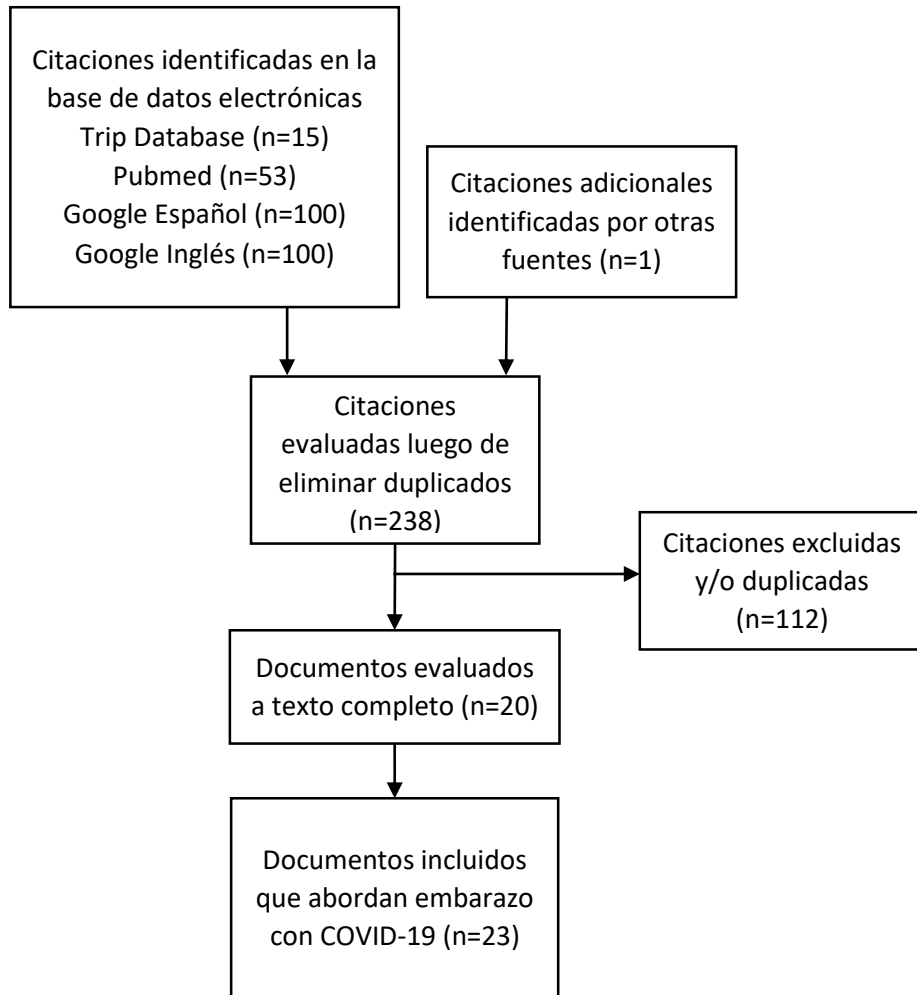 Citaciones identificadas en la
base de datos electrónicas
Trip Database (n=15)
Pubmed (n=53)
Google Español (n=100)
Google Inglés (n=100)
Citaciones adicionales
identificadas por otras
fuentes (n=1)
Citaciones
evaluadas luego de
eliminar duplicados
(n=238)
Citaciones excluidas
y/o duplicadas
(n=112)
Documentos evaluados
a texto completo (n=20)
Documentos incluidos
que abordan embarazo
con COVID-19 (n=23)